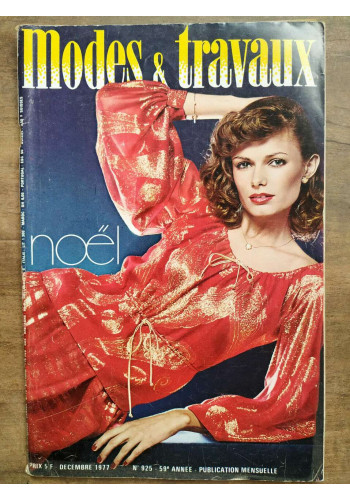 Modes & travaux
noël
PRIX 5 F DECEMBRE 1977 N° 925 - 59e ANNEE - PUBLICATION MENSUELLE